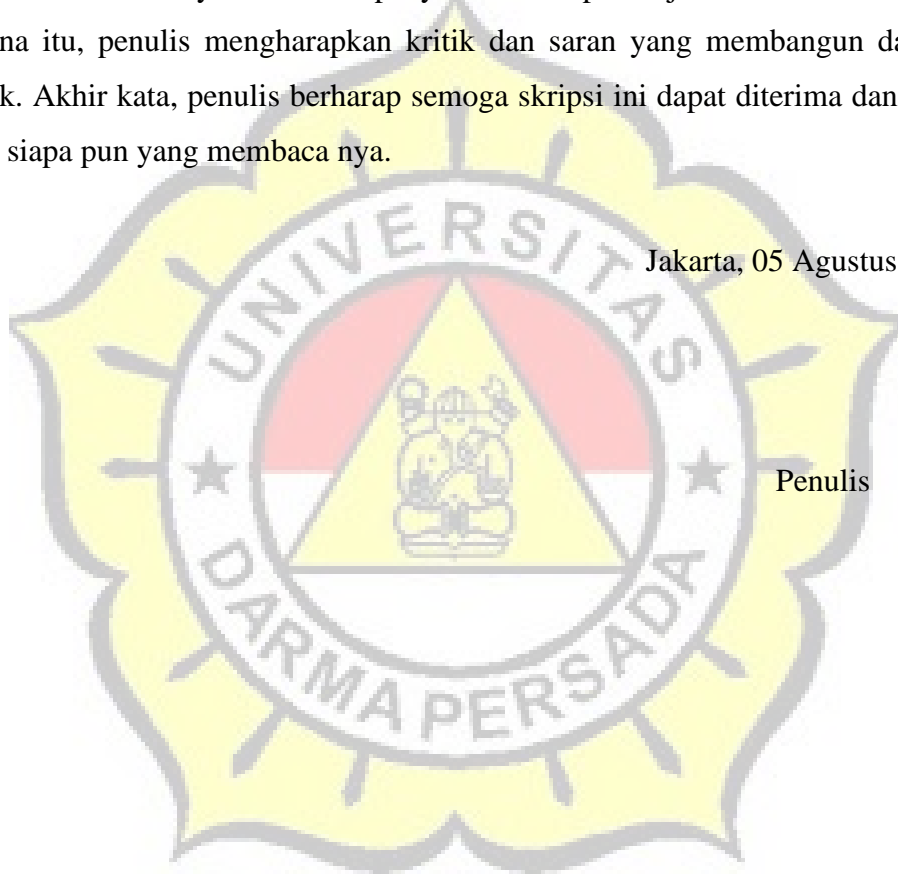 na itu, penulis mengharapkan kritik dan saran yang membangun da
k. Akhir kata, penulis berharap semoga skripsi ini dapat diterima dan
siapa pun yang membaca nya.
Jakarta, 05 Agustus
Penulis
UNIVERSITAS
DARMA PERSADA